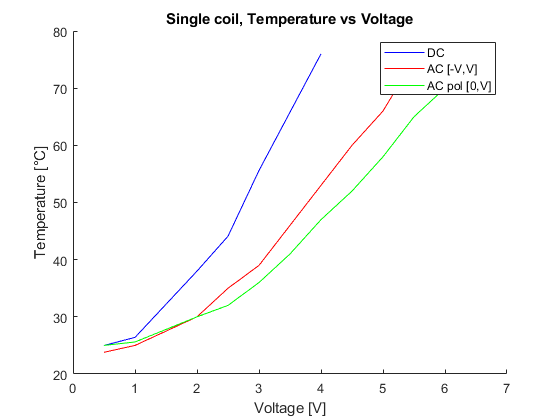 Single coil, Temperature vs Voltage
DC
AC [-V,V]
AC pol [0,V]
80
70
60
50
40
30
20
Temperature [°C]
0
1
2
3
4
5
6
7
Voltage [V]